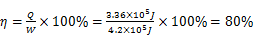 η = Q/W × 100% = 3.36×10⁵J/4.2×10⁵J × 100% = 80%